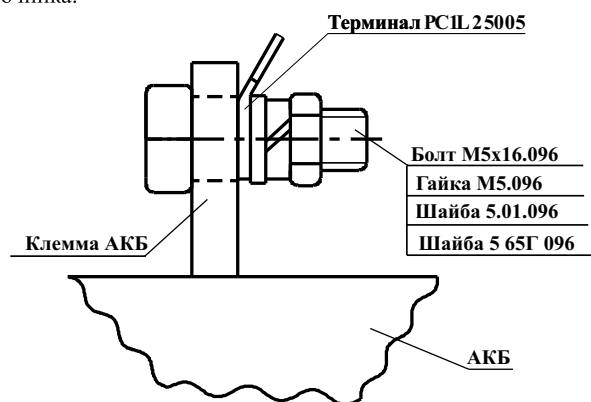 Терминал РС1L 25005
Болт М5х16.096
Гайка М5.096
Шайба 5.01.096
Клемма АКБ
Шайба 5 65Г 096
АКБ